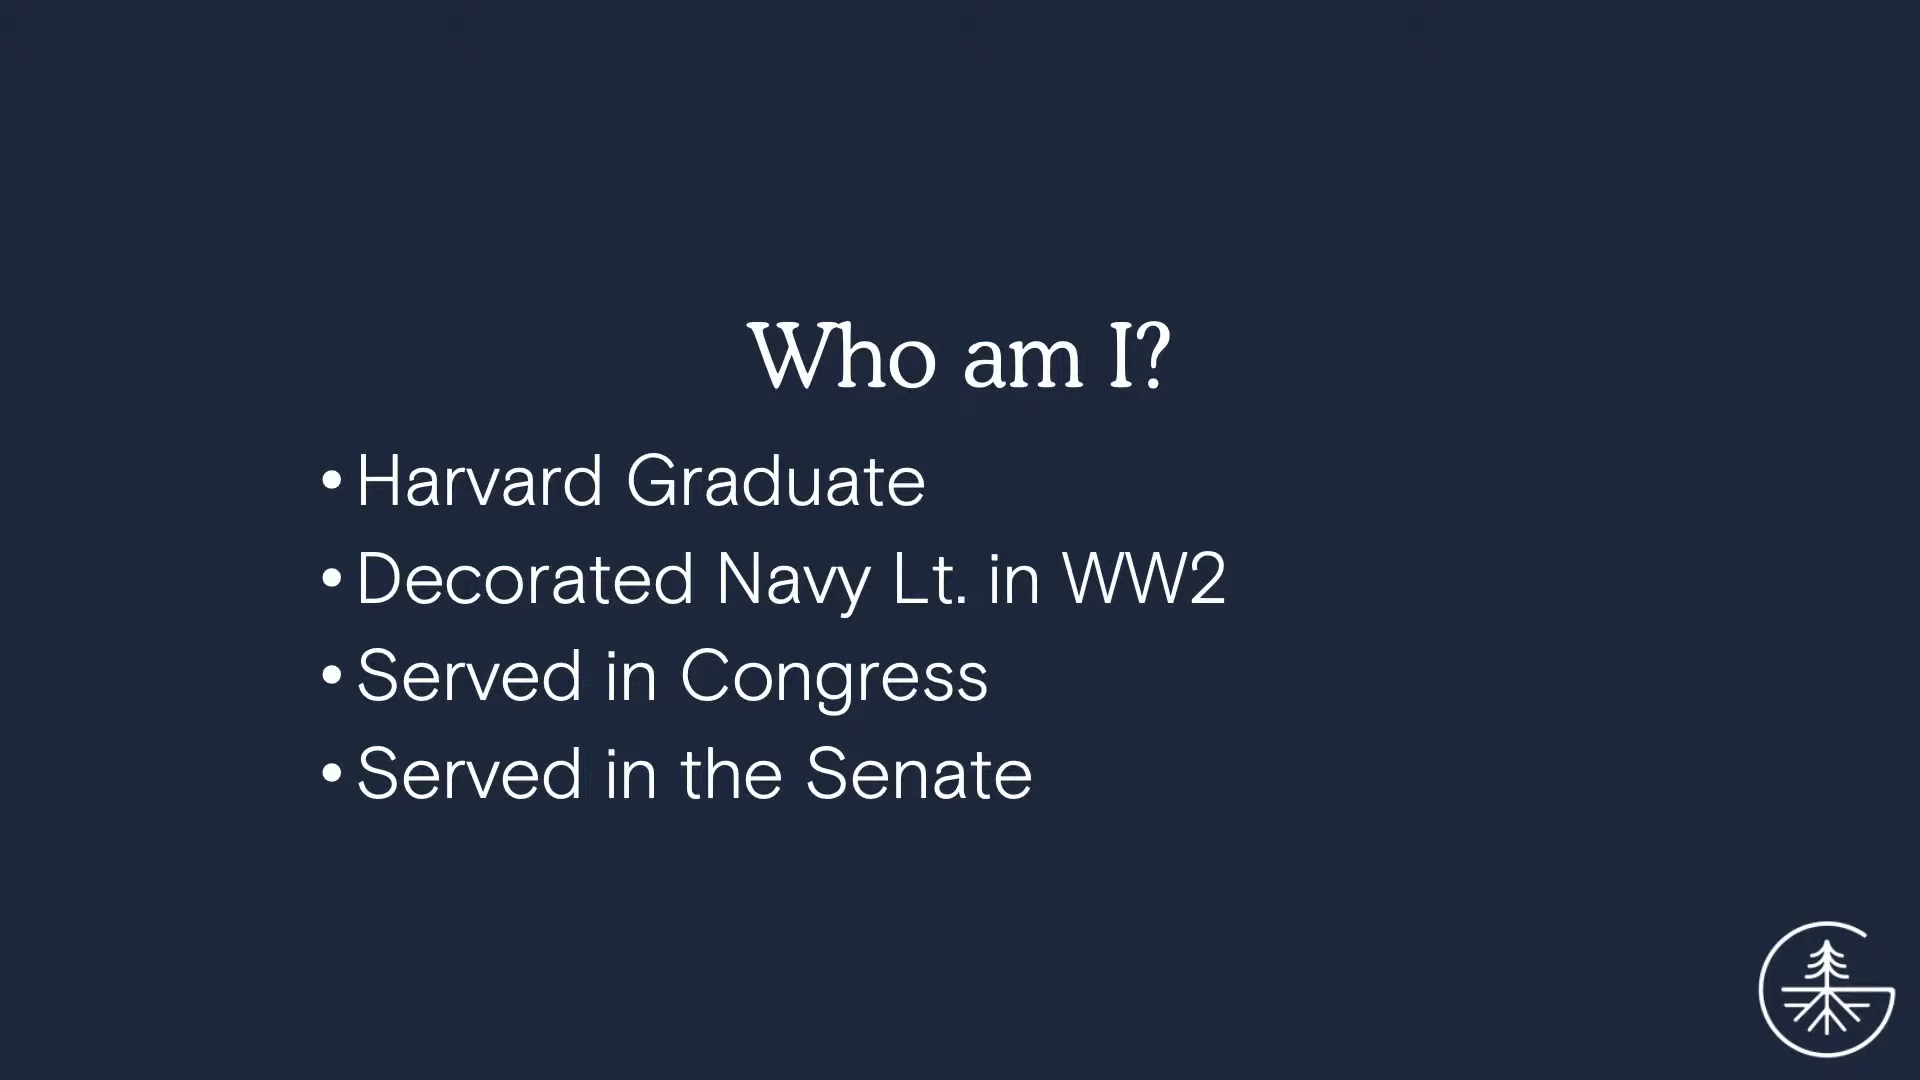 Who am I?
• Harvard Graduate
• Decorated Navy Lt. in WW2
• Served in Congress
• Served in the Senate